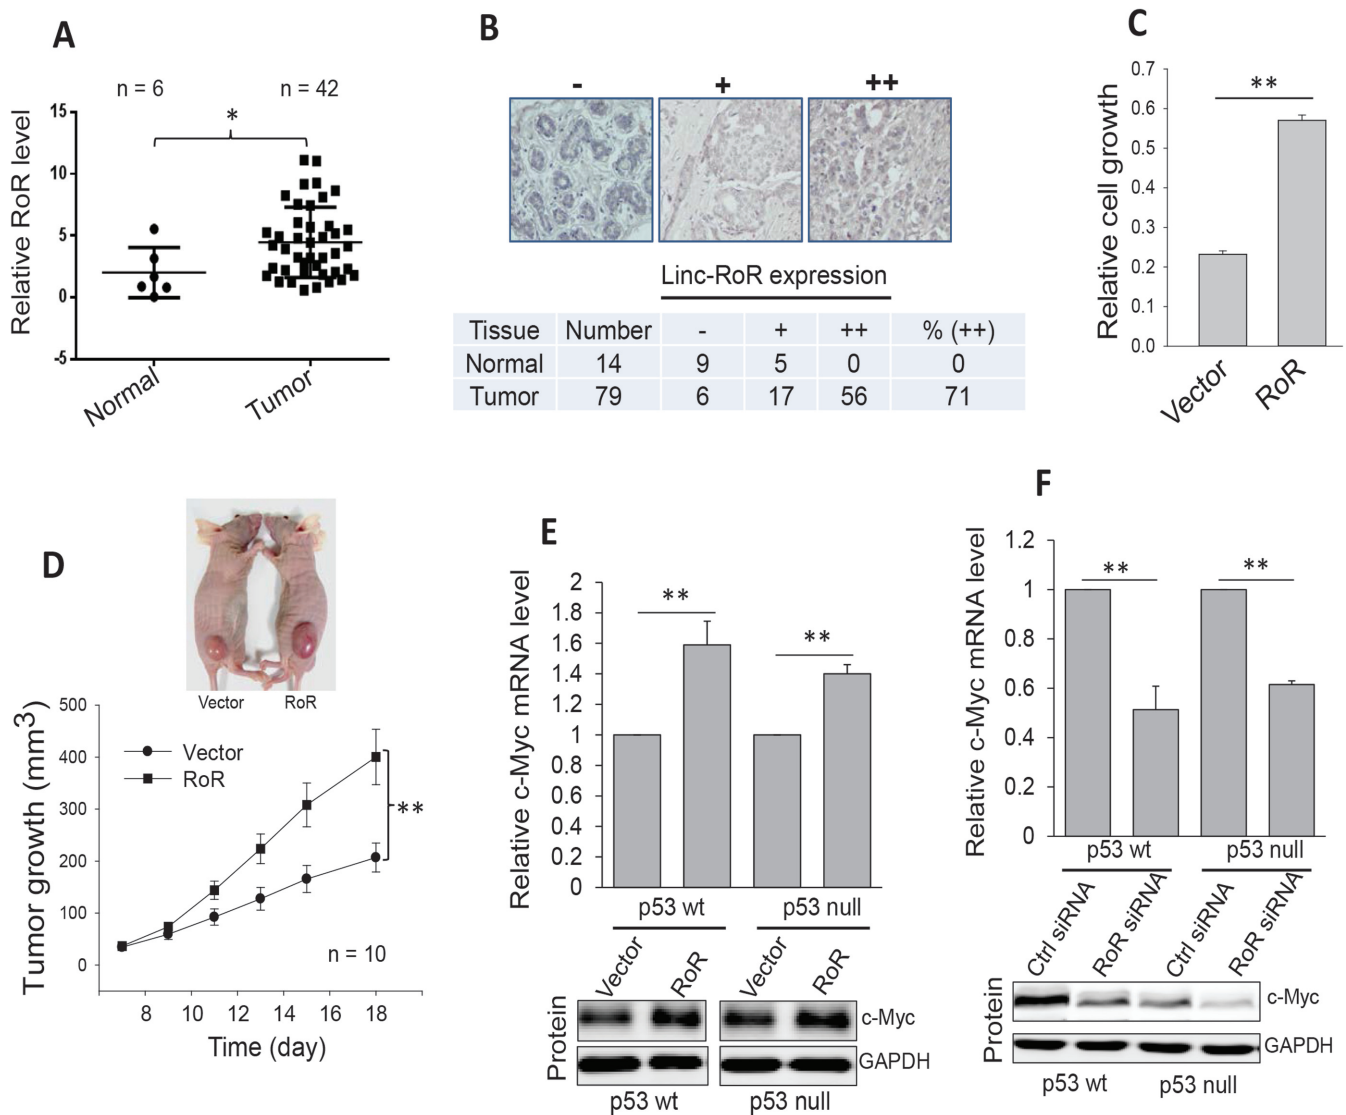 A
n = 6
n = 42
*
Relative RoR level
15
10
5
0
-5
Normal
Tumor
B
-
+
++
Linc-RoR expression
Tissue Number - + ++ % (++)
Normal 14 9 5 0 0
Tumor 79 6 17 56 71
C
Relative cell growth
0.7
0.6
0.5
0.4
0.3
0.2
0.1
0.0
**
Vector
RoR
D
Vector
RoR
Tumor growth (mm3)
500
400
300
200
100
0
Vector
RoR
**
n = 10
8 10 12 14 16 18
Time (day)
E
Relative c-Myc mRNA level
2
1.8
1.6
1.4
1.2
1
0.8
0.6
0.4
0.2
0
**
**
p53 wt
p53 null
Vector
RoR
Vector
RoR
Protein
c-Myc
GAPDH
p53 wt
p53 null
F
Relative c-Myc mRNA level
1.2
1
0.8
0.6
0.4
0.2
0
**
**
p53 wt
p53 null
Ctrl siRNA
RoR siRNA
Ctrl siRNA
RoR siRNA
Protein
c-Myc
GAPDH
p53 wt
p53 null